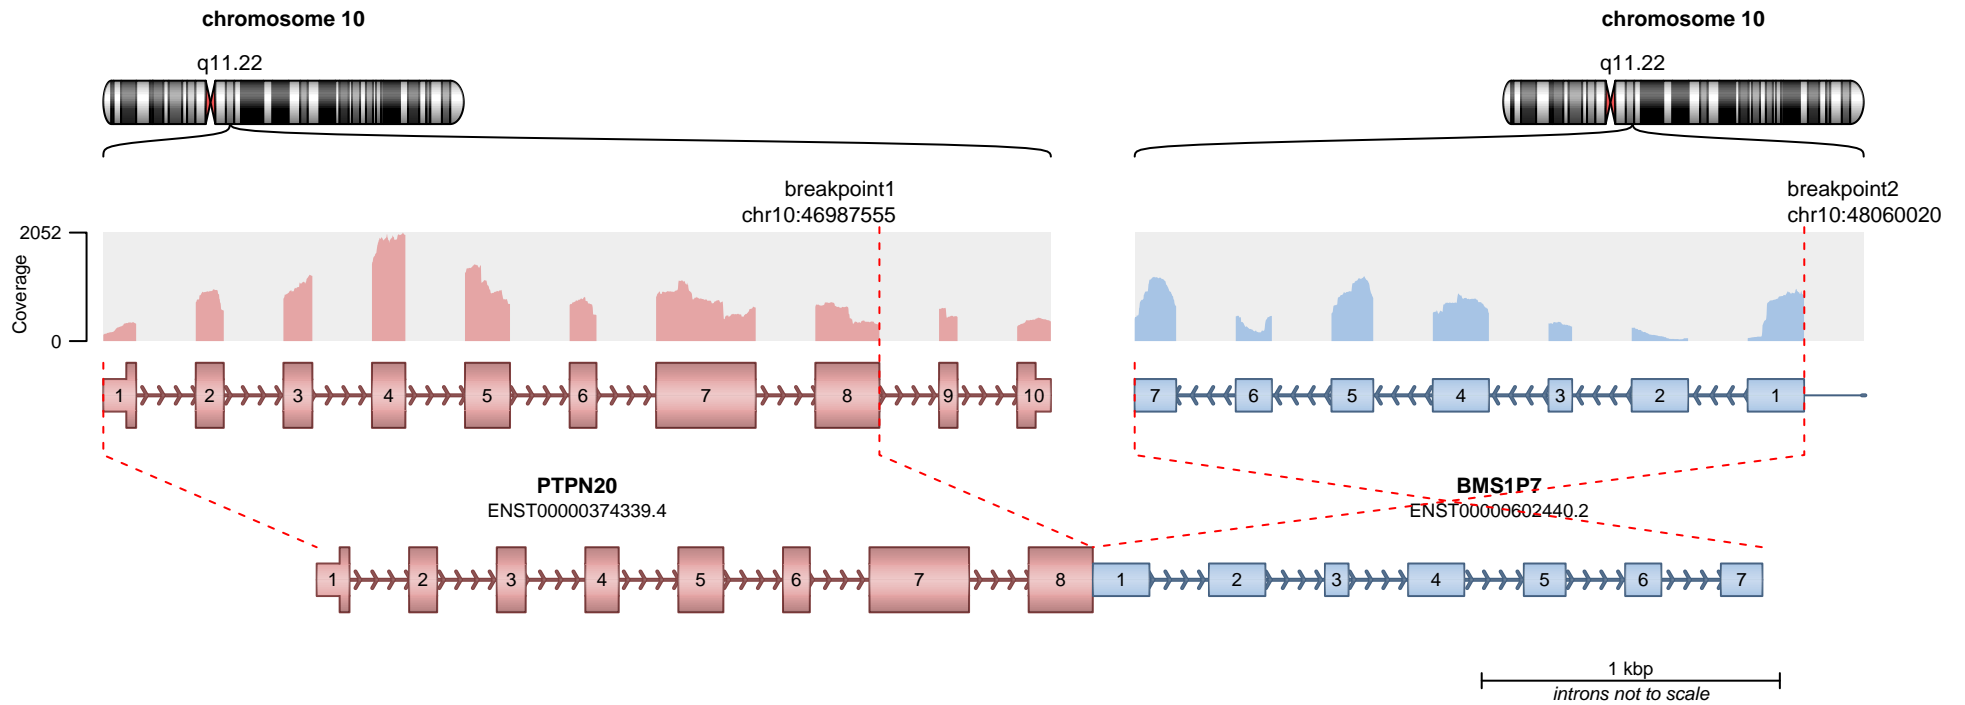 chromosome 10
chromosome 10
q11.22
q11.22
breakpoint1
chr10:46987555
breakpoint2
chr10:48060020
2052
0
Coverage
1 2 3 4 5 6 7 8 9 10
7 6 5 4 3 2 1
PTPN20
ENST00000374339.4
BMS1P7
ENST00000602440.2
1 2 3 4 5 6 7 8 1 2 3 4 5 6 7
1 kbp
introns not to scale